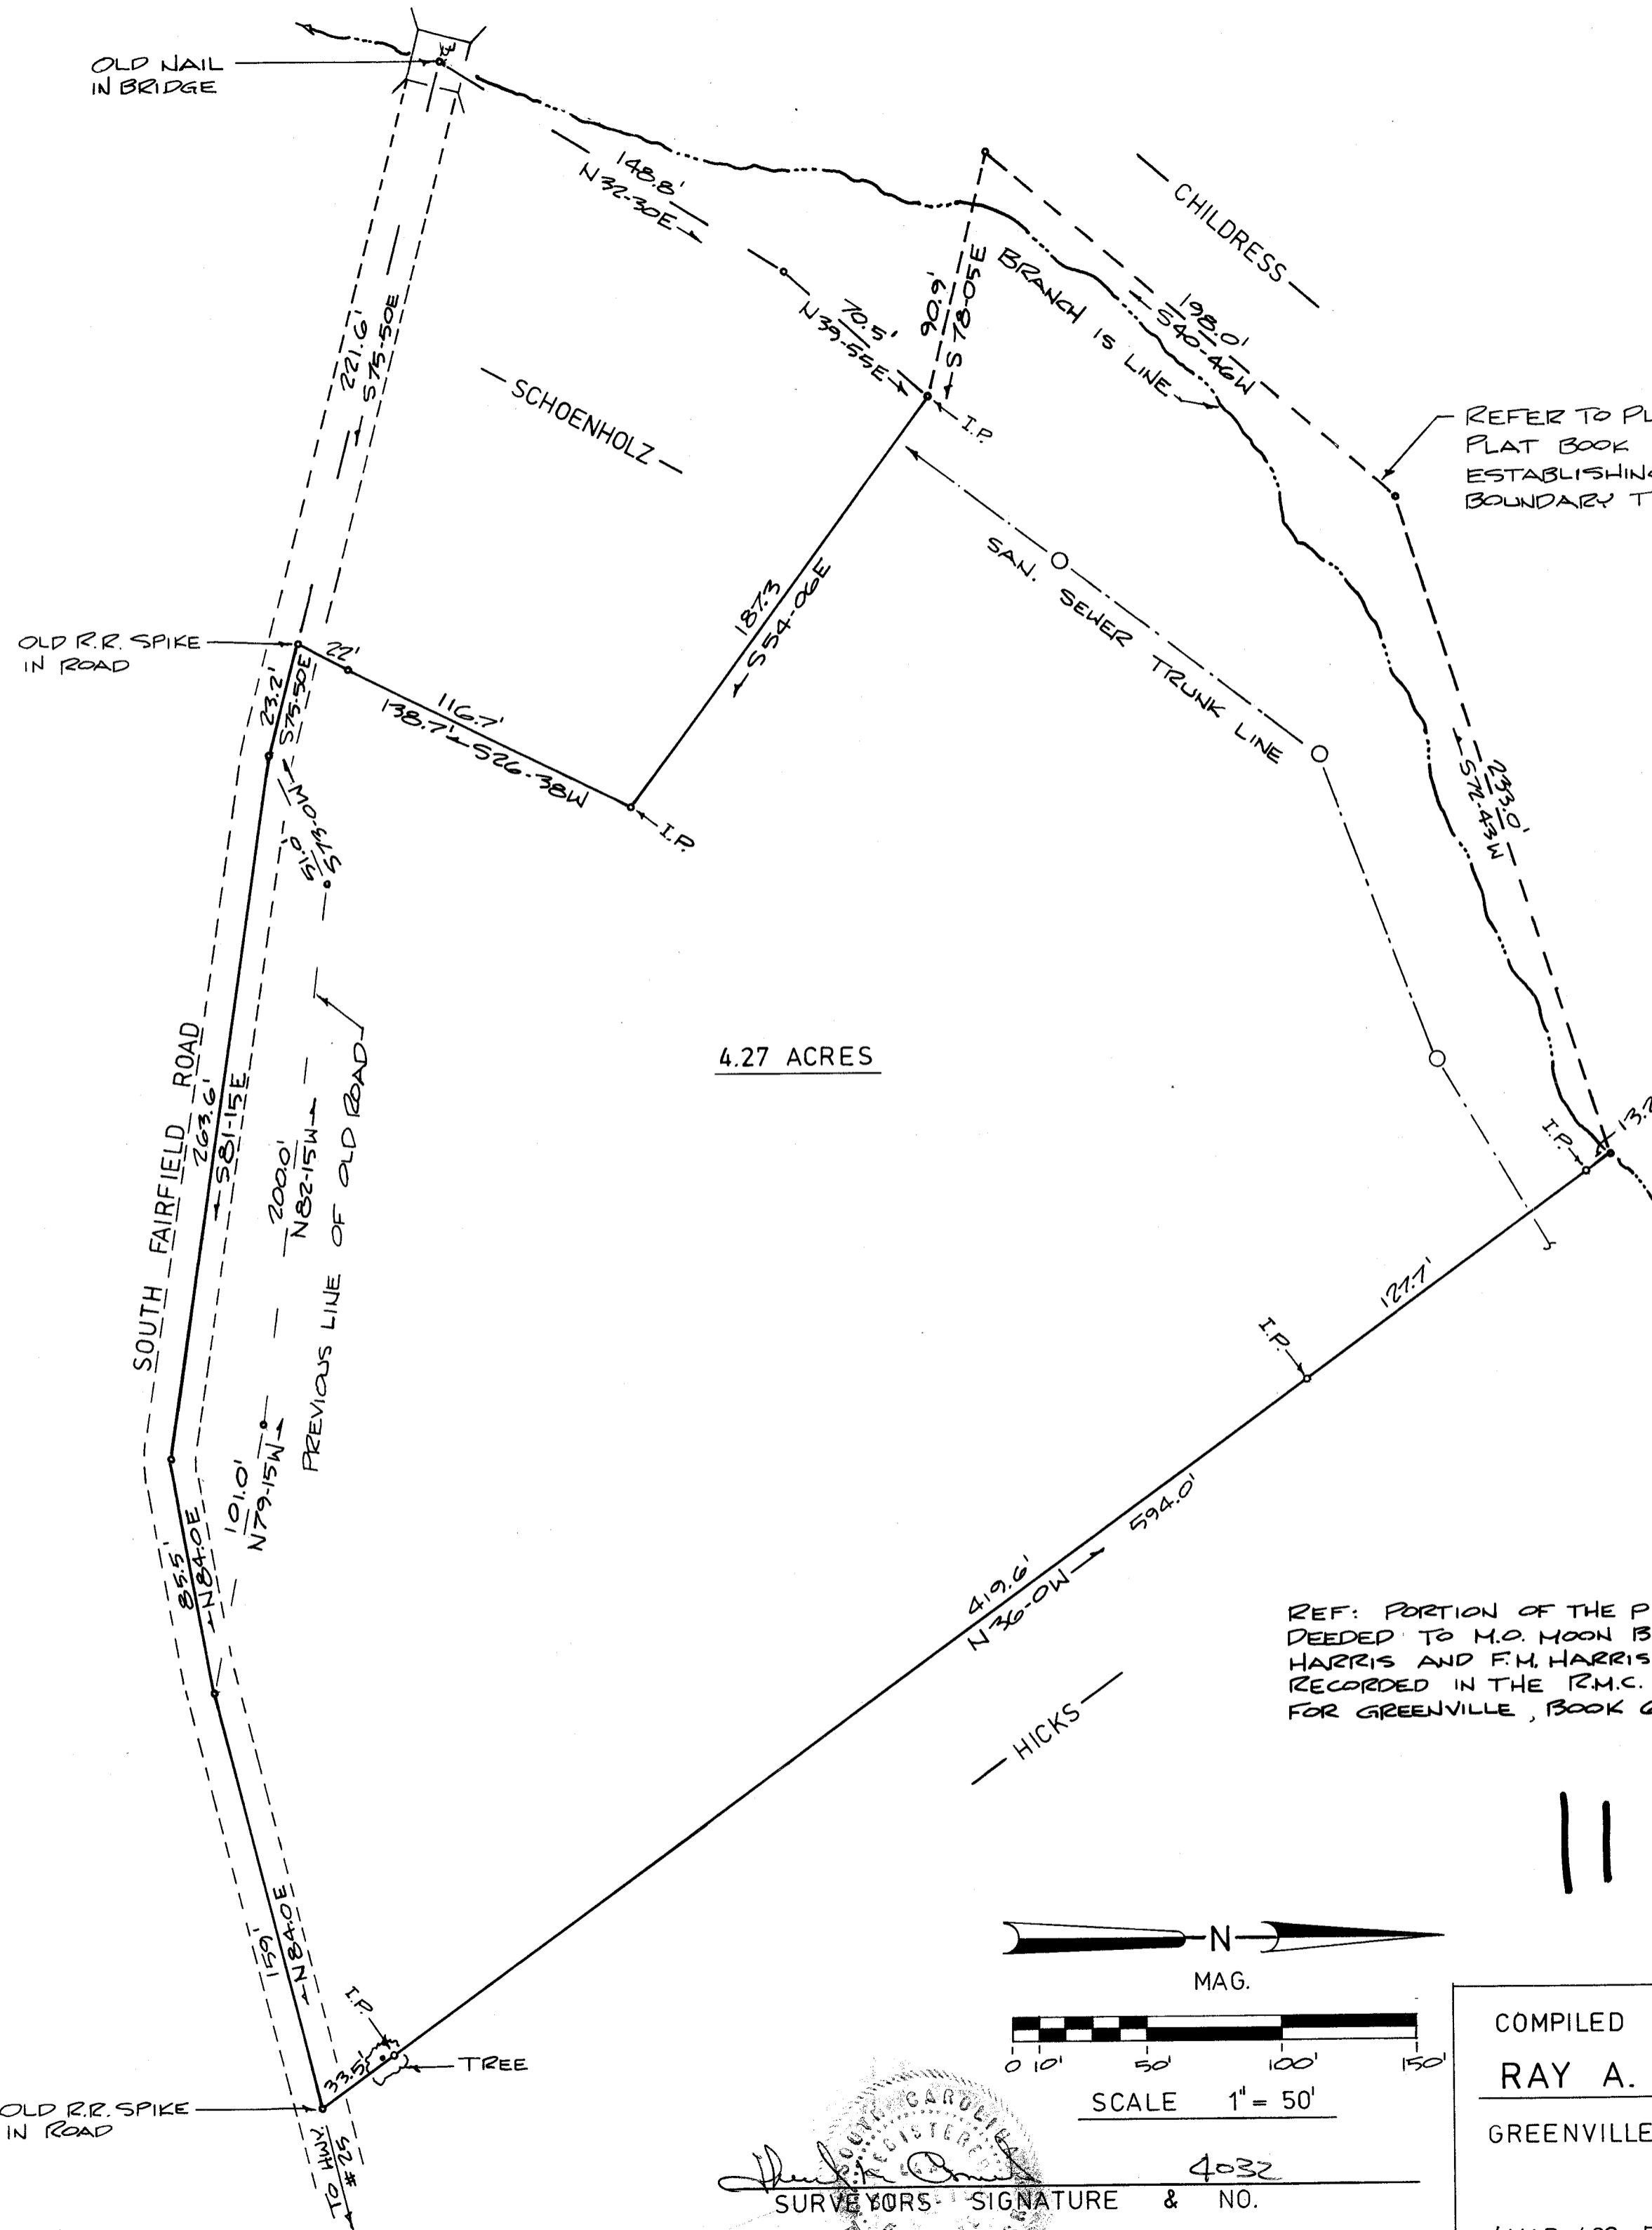 OLD NAIL
IN BRIDGE
148.8'
N32-30E
CHILDRESS
221.6'
S75-50E
SCHOENHOLZ
70.5'
N39-55E
90.9'
S78-05E
BRANCH IS LINE
198.0'
S40-46W
I.P.
REFER TO PL
PLAT BOOK
ESTABLISHING
BOUNDARY T
SAN. SEWER TRUNK LINE
187.3
S54-06E
OLD R.R. SPIKE
IN ROAD
22'
23.2'
S75-50E
116.7'
138.7' S26-38W
I.P.
51.0'
S73-0W
233.0'
S72-43W
4.27 ACRES
SOUTH FAIRFIELD ROAD
263.6'
S81-15E
200.0'
N82-15W
PREVIOUS LINE OF OLD ROAD
I.P.
13.2
127.7'
I.P.
101.0'
N79-15W
85.5'
N84.0E
594.0'
419.6'
N36-0W
HICKS
REF: PORTION OF THE P
DEEDED TO M.O. MOON B
HARRIS AND F.M. HARRIS
RECORDED IN THE R.M.C.
FOR GREENVILLE, BOOK
159'
N84.0E
I.P.
33.5'
TREE
OLD R.R. SPIKE
IN ROAD
TO HWY.
#25
N
MAG.
0 10' 50' 100' 150'
SCALE 1" = 50'
SOUTH CAROLINA
REGISTERED
4032
SURVEYORS SIGNATURE & NO.
COMPILED
RAY A.
GREENVILLE